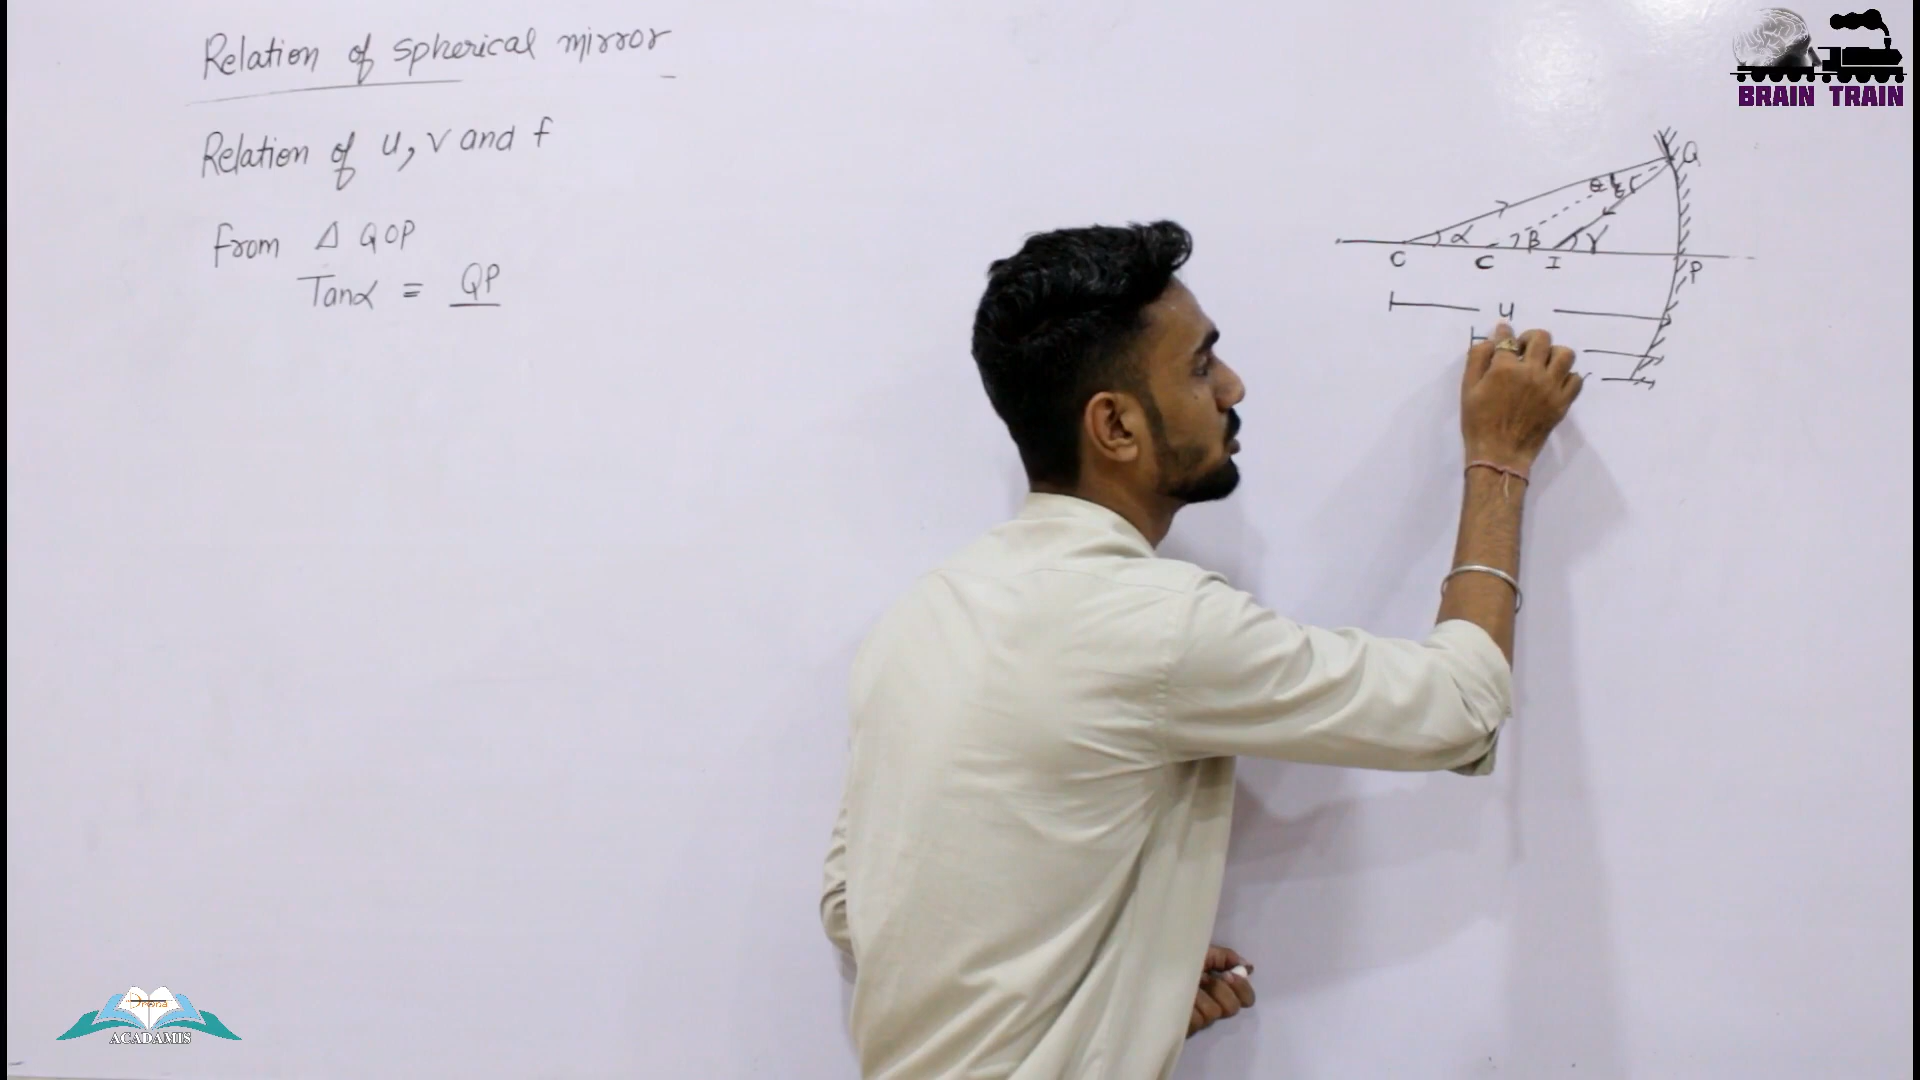 Relation of spherical mirror
Relation of u, v and f
from Δ QOP
Tanα = QP
BRAIN TRAIN
Q
α β γ
C C I P
u
ACADAMIS